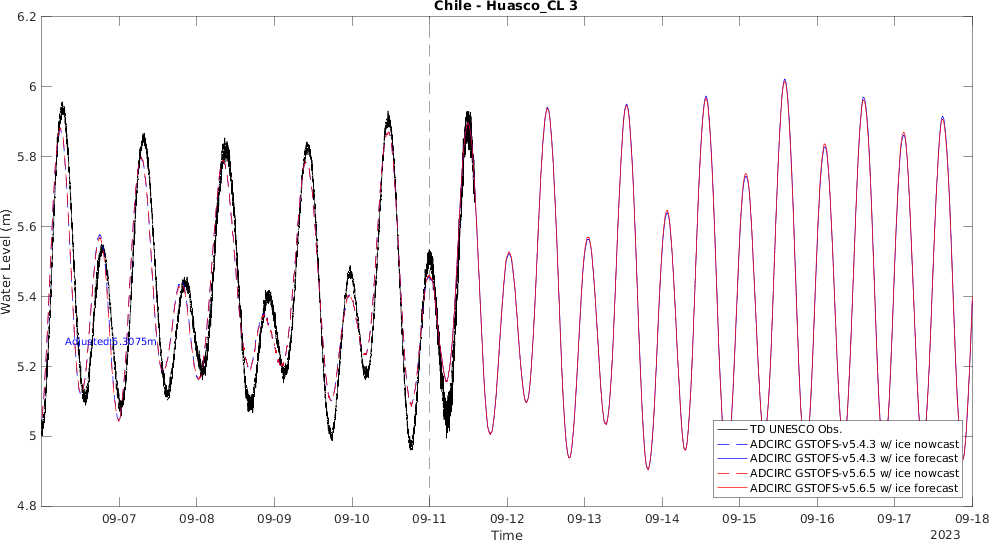 Chile - Huasco_CL 3
6.2
6
5.8
5.6
5.4
5.2
5
4.8
Water Level (m)
Adjusted:5.3075m
TD UNESCO Obs.
ADCIRC GSTOFS-v5.4.3 w/ ice nowcast
ADCIRC GSTOFS-v5.4.3 w/ ice forecast
ADCIRC GSTOFS-v5.6.5 w/ ice nowcast
ADCIRC GSTOFS-v5.6.5 w/ ice forecast
09-07 09-08 09-09 09-10 09-11 09-12 09-13 09-14 09-15 09-16 09-17 09-18
Time
2023